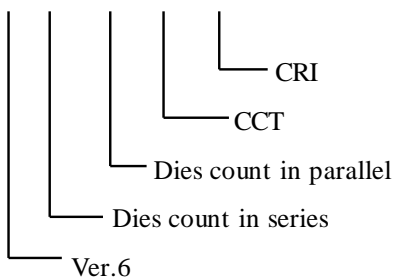 CRI
CCT
Dies count in parallel
Dies count in series
Ver.6